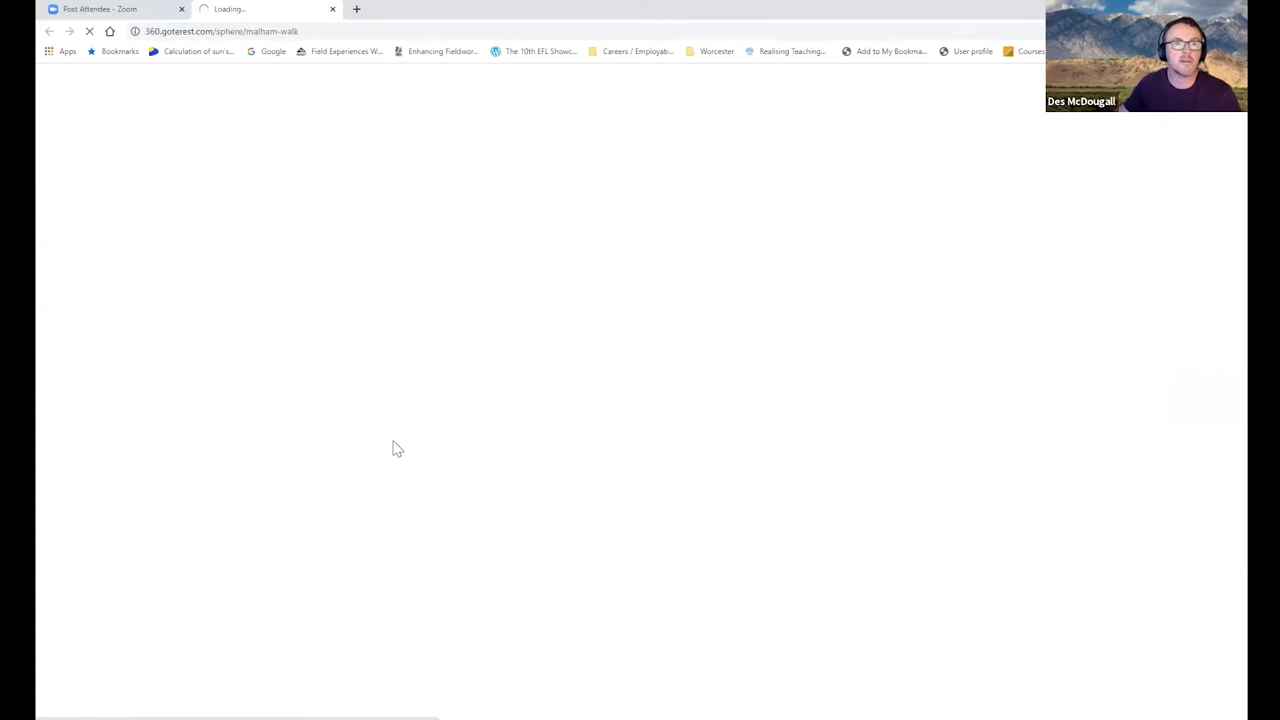 Post Attendee - Zoom
Loading...
360.goterest.com/sphere/malham-walk
Apps
Bookmarks
Calculation of sun's...
Google
Field Experiences W...
Enhancing Fieldwor...
The 10th EFL Showc...
Careers / Employab...
Worcester
Realising Teaching...
Add to My Bookma...
User profile
Courses
Des McDougall